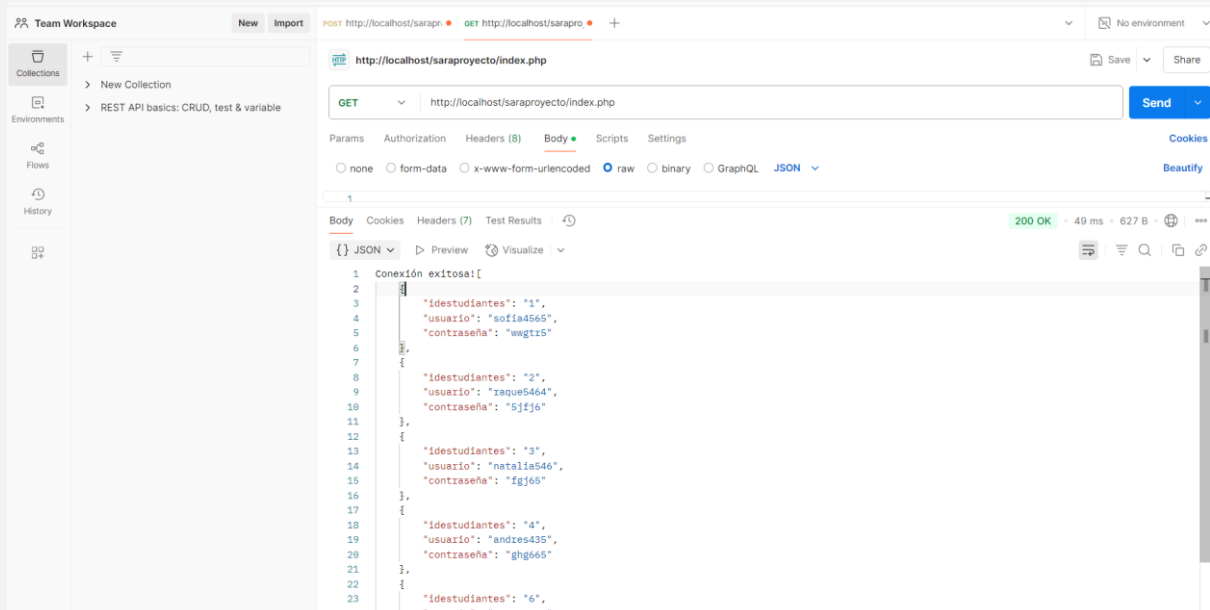 Team Workspace New Import POST http://localhost/sarapr GET http://localhost/sarapro_ No environment
Collections
Environments
Flows
History
New Collection
REST API basics: CRUD, test & variable
HTTP http://localhost/saraproyecto/index.php Save Share
GET http://localhost/saraproyecto/index.php Send
Params Authorization Headers (8) Body Scripts Settings Cookies
none form-data x-www-form-urlencoded raw binary GraphQL JSON Beautify
1
Body Cookies Headers (7) Test Results 200 OK 49 ms 627 B
{} JSON Preview Visualize
1 Conexión exitosa![
2 {
3 "idestudiantes": "1",
4 "usuario": "sofia4565",
5 "contraseña": "wwgtr5"
6 },
7 {
8 "idestudiantes": "2",
9 "usuario": "raque5464",
10 "contraseña": "5jfj6"
11 },
12 {
13 "idestudiantes": "3",
14 "usuario": "natalia546",
15 "contraseña": "fgj65"
16 },
17 {
18 "idestudiantes": "4",
19 "usuario": "andres435",
20 "contraseña": "ghg665"
21 },
22 {
23 "idestudiantes": "6",